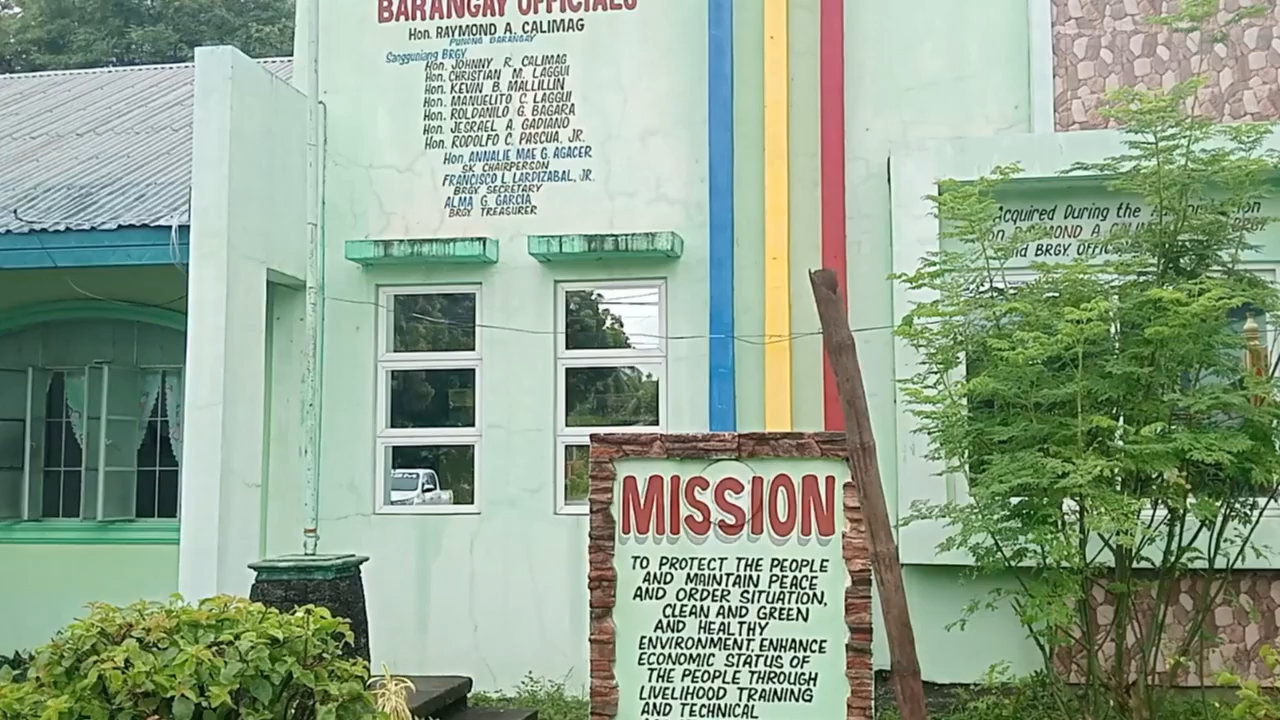 BARANGAY OFFICIALS
Hon. RAYMOND A. CALIMAG
PUNONG BARANGAY
Sangguniang BRGY
Hon. JOHNNY R. CALIMAG
Hon. CHRISTIAN M. LAGGUI
Hon. KEVIN B. MALLILLIN
Hon. MANUELITO C. LAGGUI
Hon. ROLDANILO G. BAGARA
Hon. JESRAEL A. GADIANO
Hon. RODOLFO C. PASCUA, JR.
Hon. ANNALIE MAE G. AGACER
SK CHAIRPERSON
FRANCISCO L. LARDIZABAL, JR.
BRGY SECRETARY
ALMA G. GARCIA
BRGY TREASURER
Acquired During the
RAYMOND A.
BRGY
MISSION
TO PROTECT THE PEOPLE
AND MAINTAIN PEACE
AND ORDER SITUATION,
CLEAN AND GREEN
AND HEALTHY
ENVIRONMENT, ENHANCE
ECONOMIC STATUS OF
THE PEOPLE THROUGH
LIVELIHOOD TRAINING
AND TECHNICAL